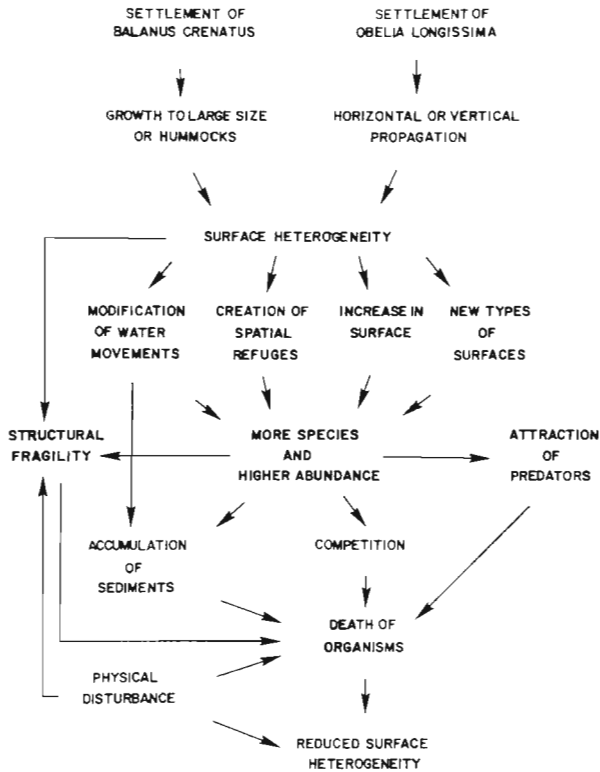 SETTLEMENT OF
BALANUS CRENATUS
SETTLEMENT OF
OBELIA LONGISSIMA
GROWTH TO LARGE SIZE
OR HUMMOCKS
HORIZONTAL OR VERTICAL
PROPAGATION
SURFACE HETEROGENEITY
MODIFICATION
OF WATER
MOVEMENTS
CREATION OF
SPATIAL
REFUGES
INCREASE IN
SURFACE
NEW TYPES
OF
SURFACES
STRUCTURAL
FRAGILITY
MORE SPECIES
AND
HIGHER ABUNDANCE
ATTRACTION
OF
PREDATORS
ACCUMULATION
OF
SEDIMENTS
COMPETITION
DEATH OF
ORGANISMS
PHYSICAL
DISTURBANCE
REDUCED SURFACE
HETEROGENEITY